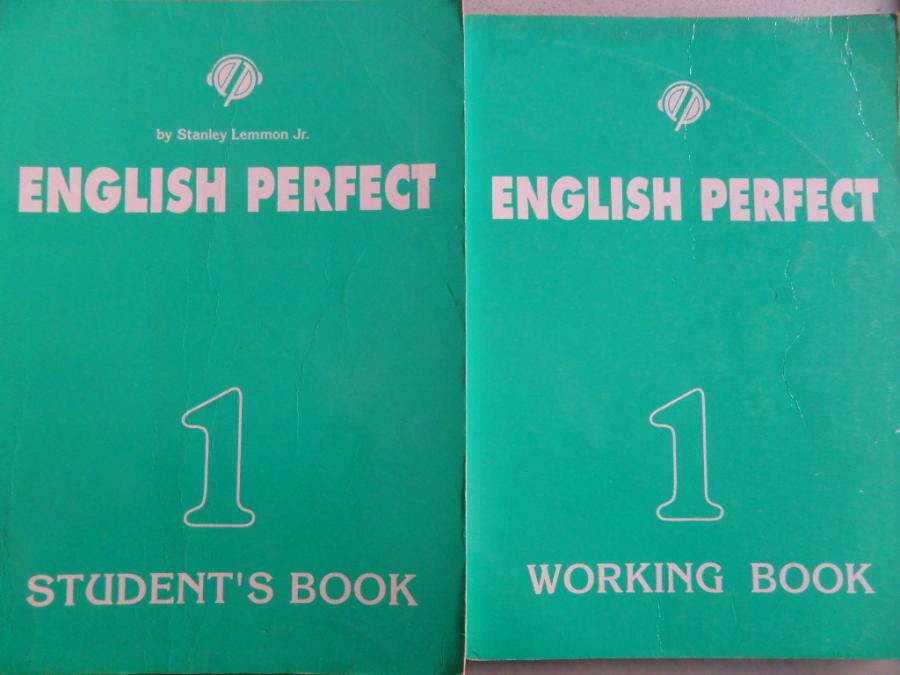 by Stanley Lemmon Jr.
ENGLISH PERFECT
1
STUDENT'S BOOK
ENGLISH PERFECT
1
WORKING BOOK